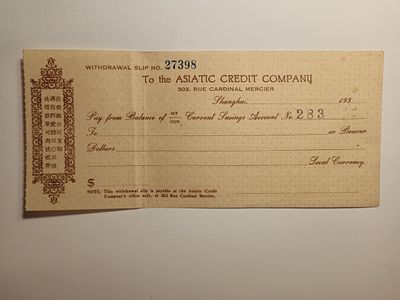 WITHDRAWAL SLIP NO. 27398
To the ASIATIC CREDIT COMPANY
303, RUE CARDINAL MERCIER
Shanghai, 193
Pay from Balance of MY/OUR Current Savings Account No. 283
To or Bearer
Dollars
Local Currency.
$
NOTE: This withdrawal slip is payable at the Asiatic Credit
Company's office only, at 303 Rue Cardinal Mercier.